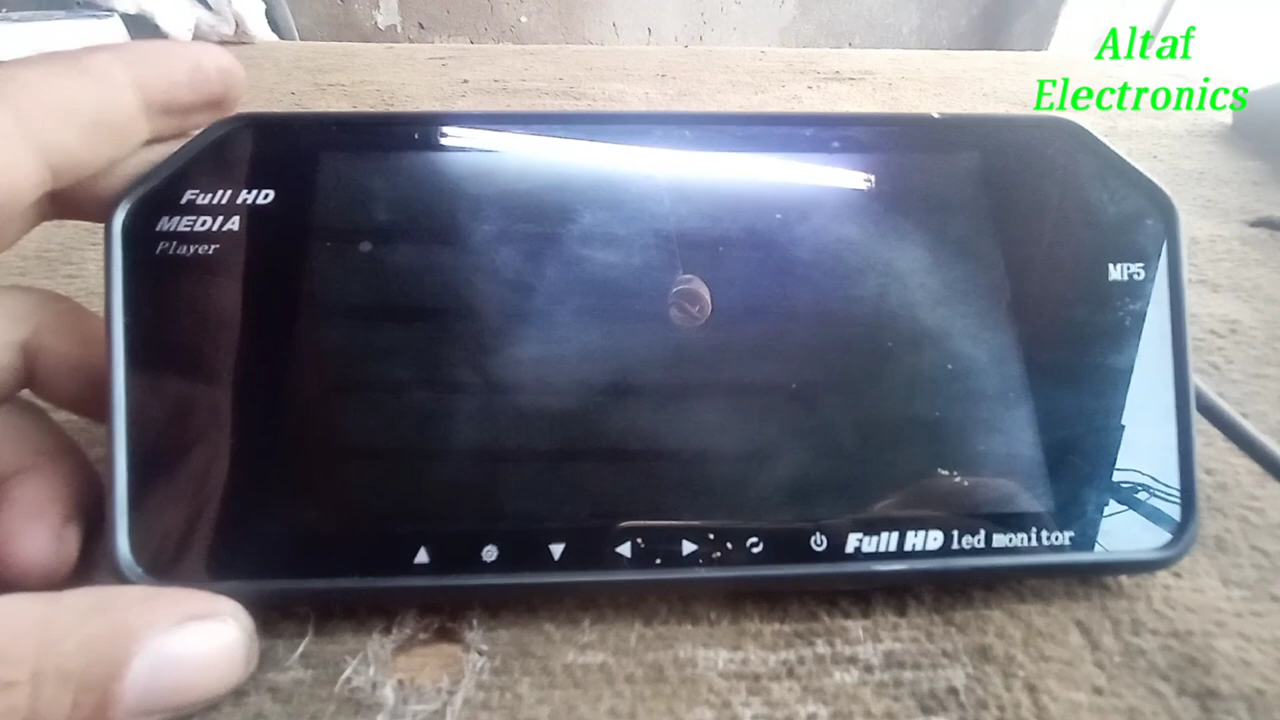 Altaf
Electronics
Full HD
MEDIA
Player
MP5
Full HD led monitor